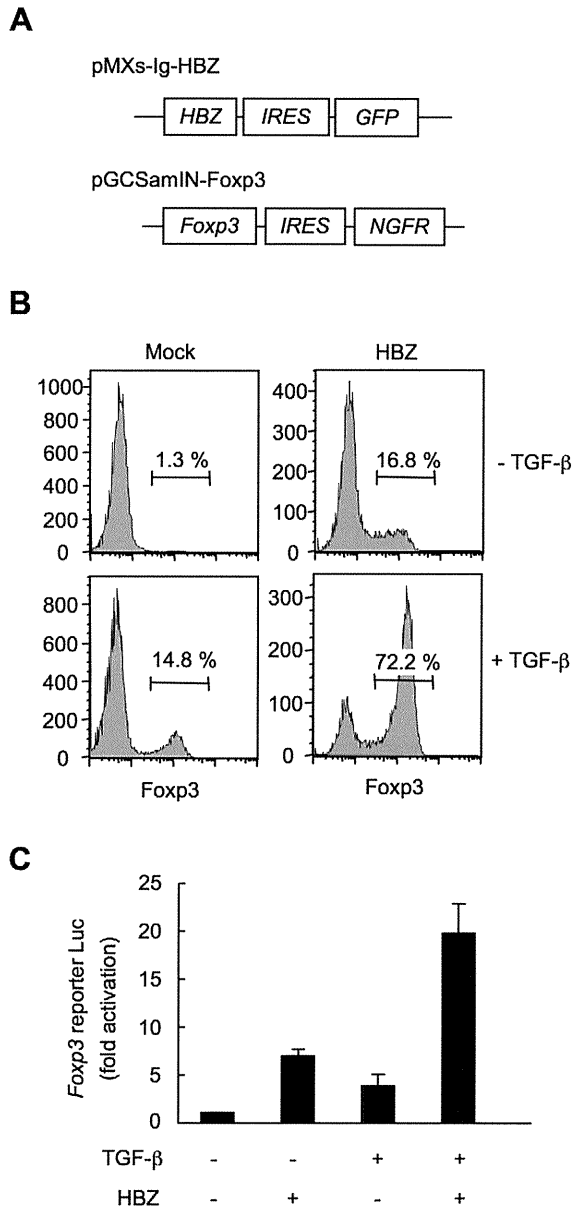 A
pMXs-Ig-HBZ
HBZ IRES GFP
pGCSamIN-Foxp3
Foxp3 IRES NGFR
B
Mock HBZ
1000
800
600
400
200
0
1.3 %
400
300
200
100
0
16.8 %
- TGF-β
800
600
400
200
0
14.8 %
Foxp3
300
200
100
0
72.2 %
Foxp3
+ TGF-β
C
Foxp3 reporter Luc
(fold activation)
25
20
15
10
5
0
TGF-β - - + +
HBZ - + - +